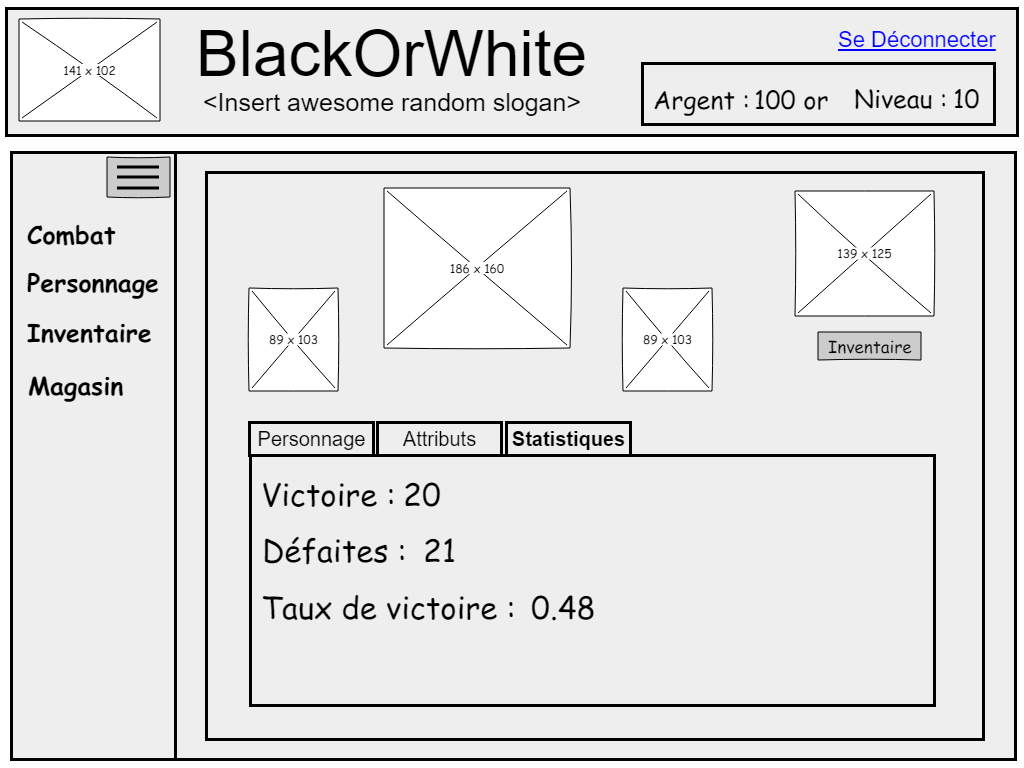 141 x 102
BlackOrWhite
<Insert awesome random slogan>
Se Déconnecter
Argent : 100 or Niveau : 10
Combat
Personnage
Inventaire
Magasin
186 x 160
139 x 125
89 x 103
89 x 103
Inventaire
Personnage Attributs Statistiques
Victoire : 20
Défaites : 21
Taux de victoire : 0.48